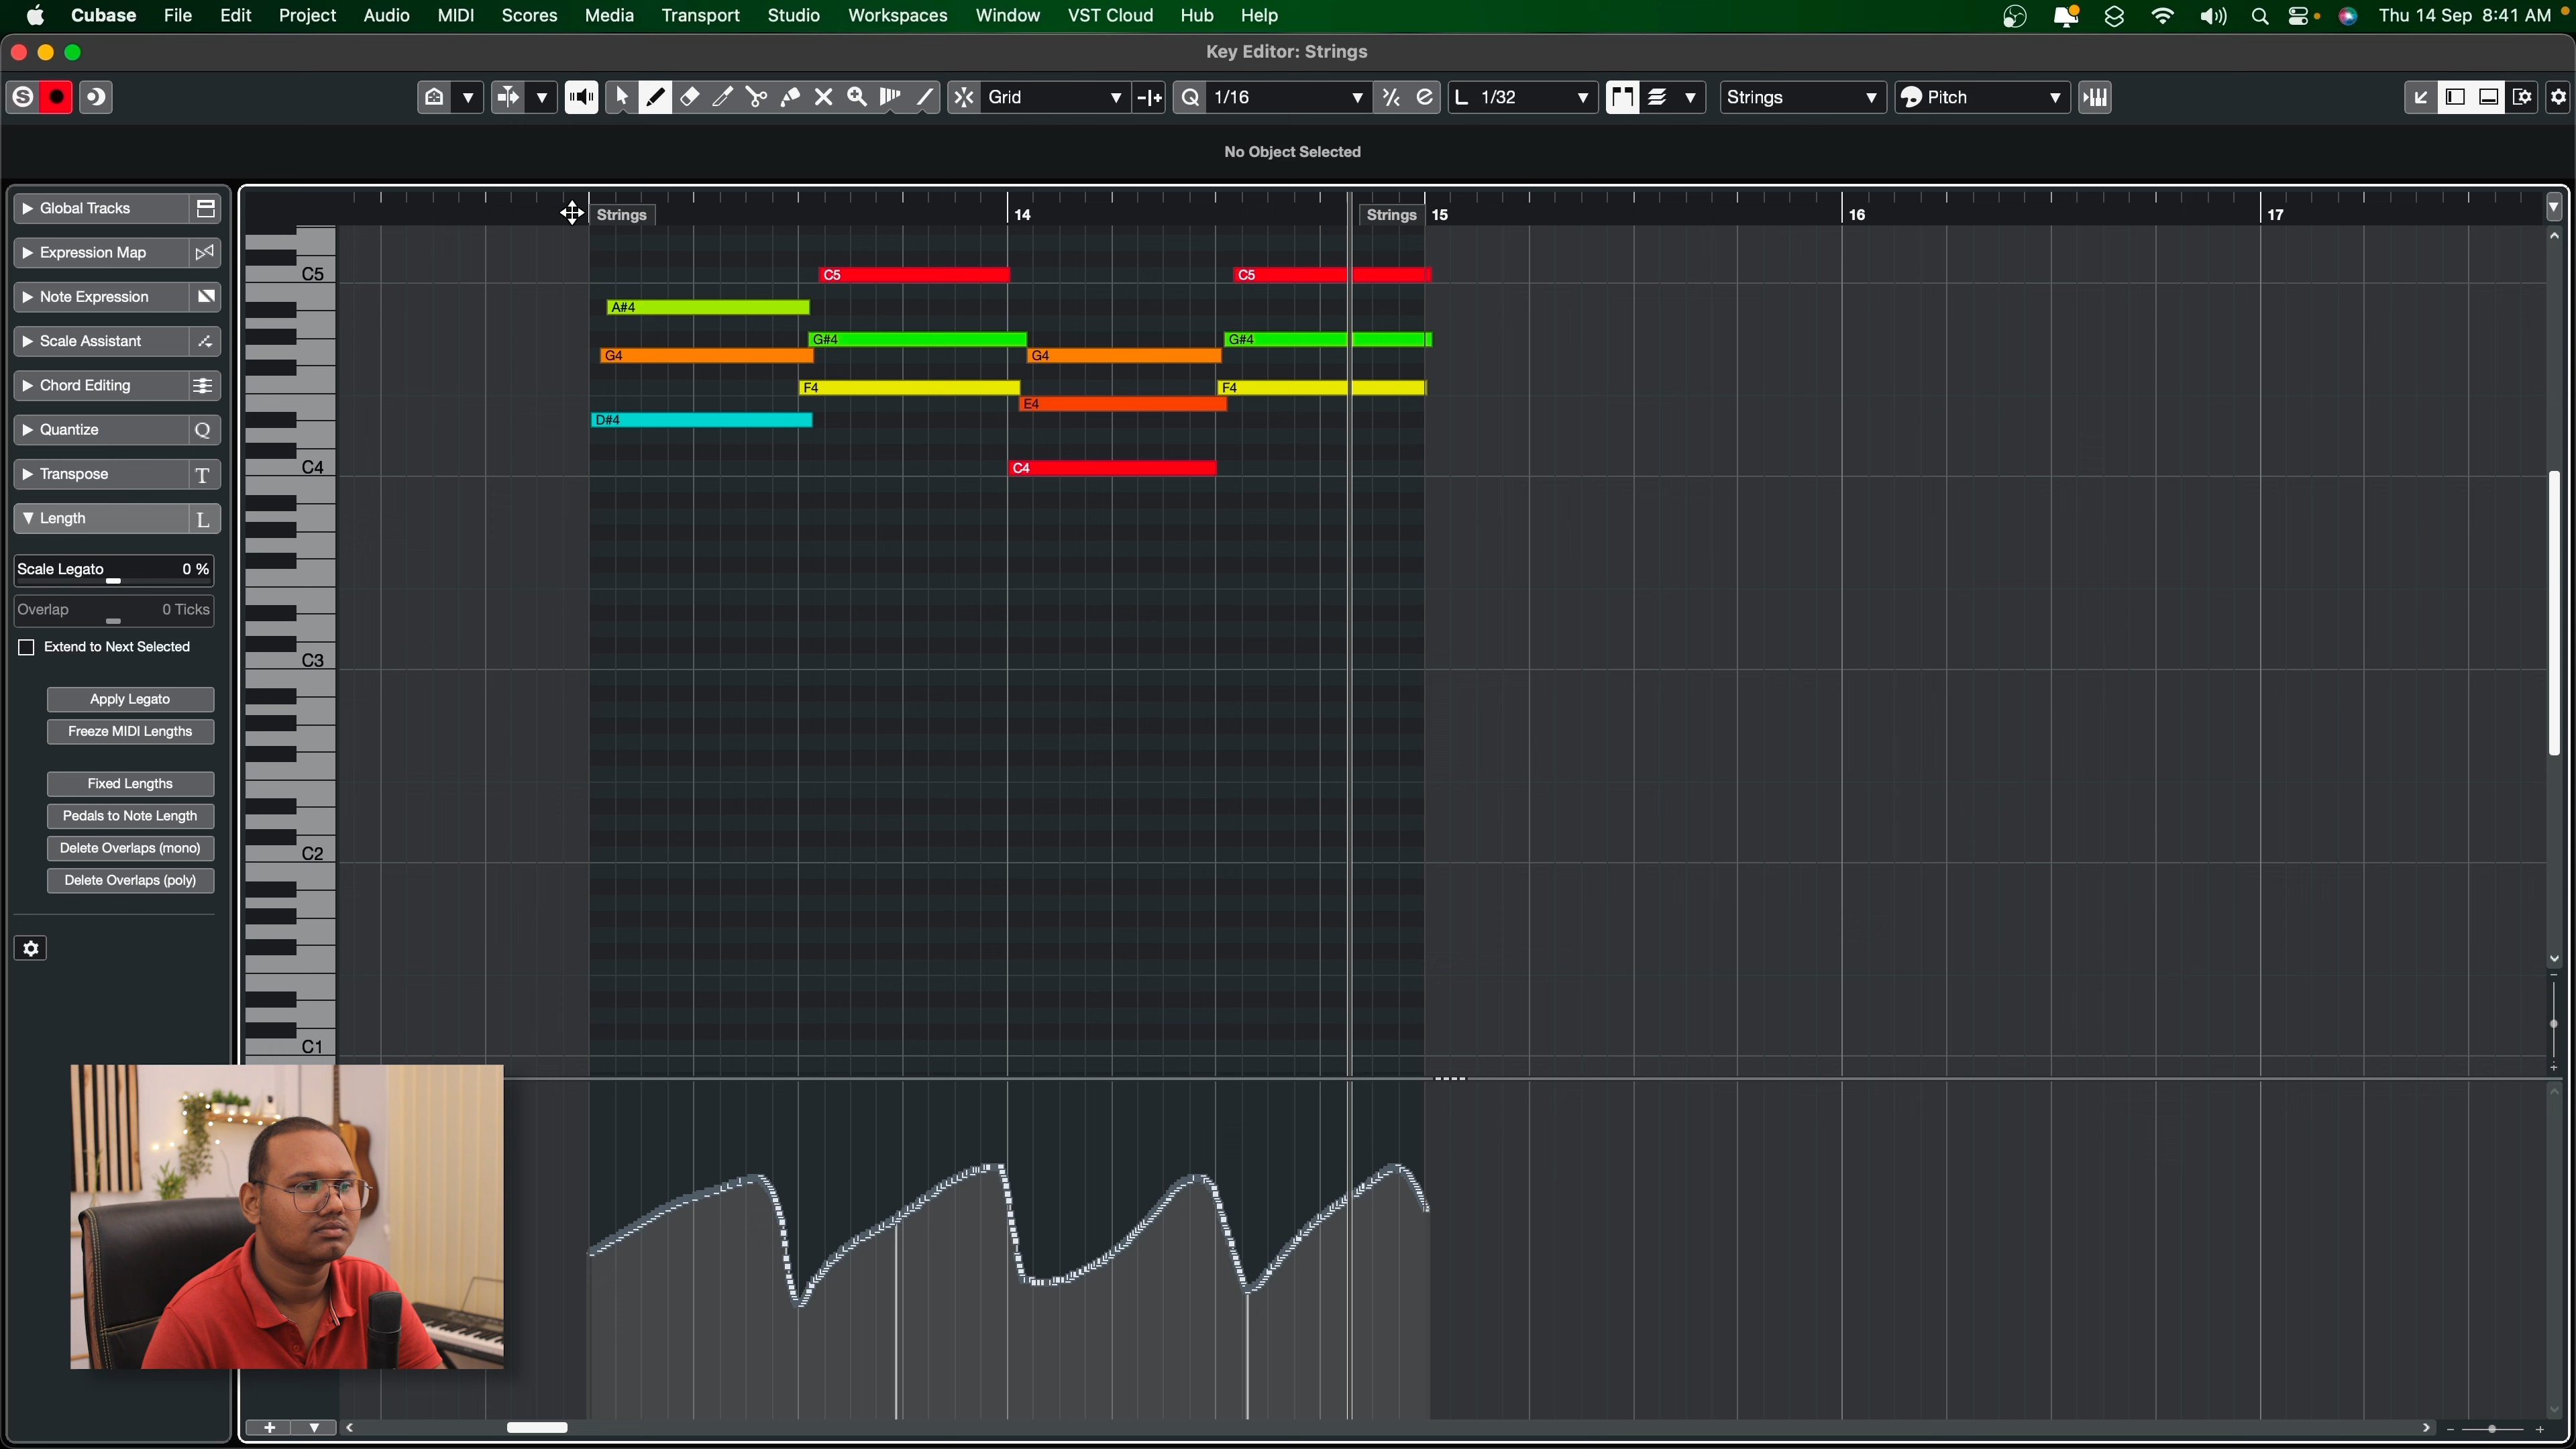 Cubase File Edit Project Audio MIDI Scores Media Transport Studio Workspaces Window VST Cloud Hub Help Thu 14 Sep 8:41 AM
Key Editor: Strings
Grid 1/16 L 1/32 Strings Pitch
No Object Selected
Global Tracks
Expression Map
Note Expression
Scale Assistant
Chord Editing
Quantize Q
Transpose T
Length L
Scale Legato 0 %
Overlap 0 Ticks
Extend to Next Selected
Apply Legato
Freeze MIDI Lengths
Fixed Lengths
Pedals to Note Length
Delete Overlaps (mono)
Delete Overlaps (poly)
Strings 14 Strings 15 16 17
C5 C5 C5
A#4
G#4 G#4
G4 G4
F4 F4
E4
D#4
C4 C4
C3
C2
C1